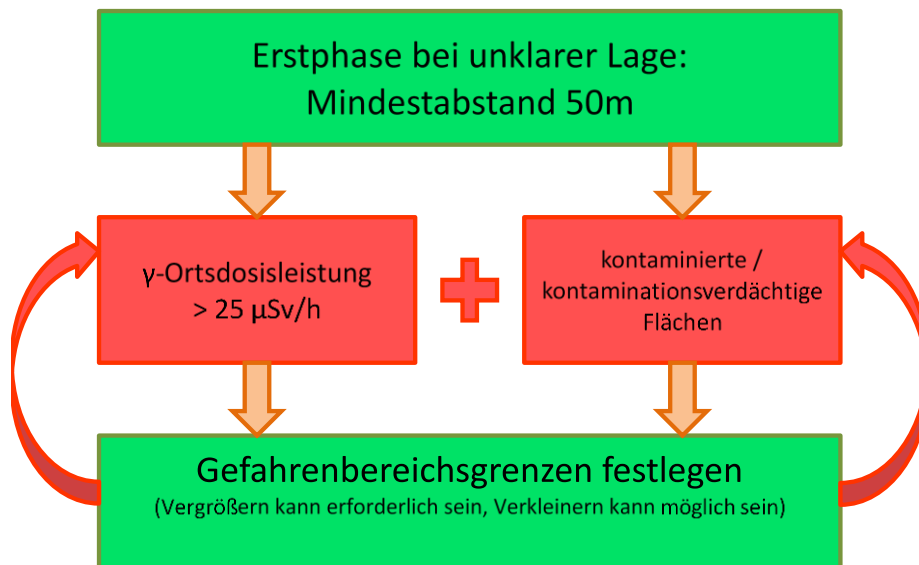 Erstphase bei unklarer Lage:
Mindestabstand 50m
γ-Ortsdosisleistung
> 25 µSv/h
kontaminierte /
kontaminationsverdächtige
Flächen
Gefahrenbereichsgrenzen festlegen
(Vergrößern kann erforderlich sein, Verkleinern kann möglich sein)